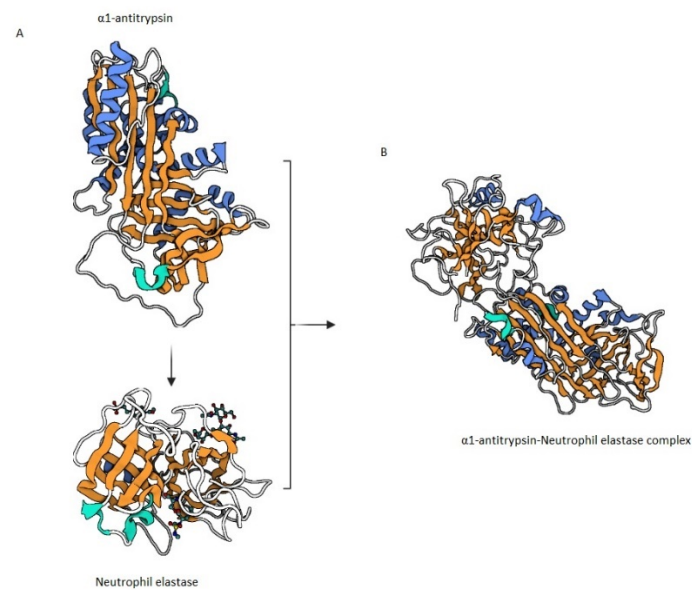 α1-antitrypsin
A
B
α1-antitrypsin-Neutrophil elastase complex
Neutrophil elastase